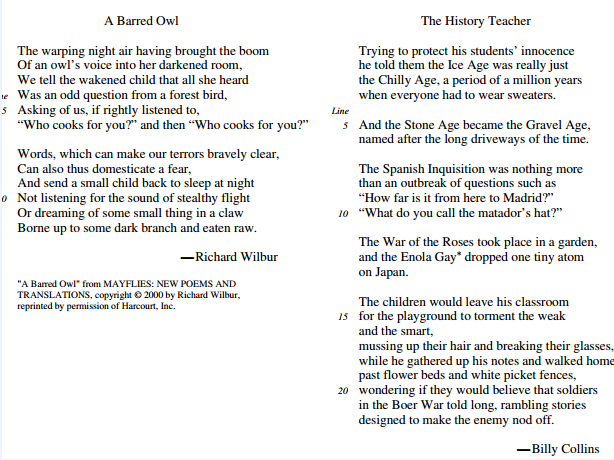 A Barred Owl
The warping night air having brought the boom
Of an owl's voice into her darkened room,
We tell the wakened child that all she heard
Was an odd question from a forest bird,
5 Asking of us, if rightly listened to,
“Who cooks for you?” and then “Who cooks for you?”
Words, which can make our terrors bravely clear,
Can also thus domesticate a fear,
And send a small child back to sleep at night
0 Not listening for the sound of stealthy flight
Or dreaming of some small thing in a claw
Borne up to some dark branch and eaten raw.
—Richard Wilbur
"A Barred Owl" from MAYFLIES: NEW POEMS AND
TRANSLATIONS, copyright © 2000 by Richard Wilbur,
reprinted by permission of Harcourt, Inc.
The History Teacher
Trying to protect his students' innocence
he told them the Ice Age was really just
the Chilly Age, a period of a million years
when everyone had to wear sweaters.
Line
5 And the Stone Age became the Gravel Age,
named after the long driveways of the time.
The Spanish Inquisition was nothing more
than an outbreak of questions such as
“How far is it from here to Madrid?”
10 “What do you call the matador's hat?”
The War of the Roses took place in a garden,
and the Enola Gay* dropped one tiny atom
on Japan.
The children would leave his classroom
15 for the playground to torment the weak
and the smart,
mussing up their hair and breaking their glasses,
while he gathered up his notes and walked home
past flower beds and white picket fences,
20 wondering if they would believe that soldiers
in the Boer War told long, rambling stories
designed to make the enemy nod off.
—Billy Collins